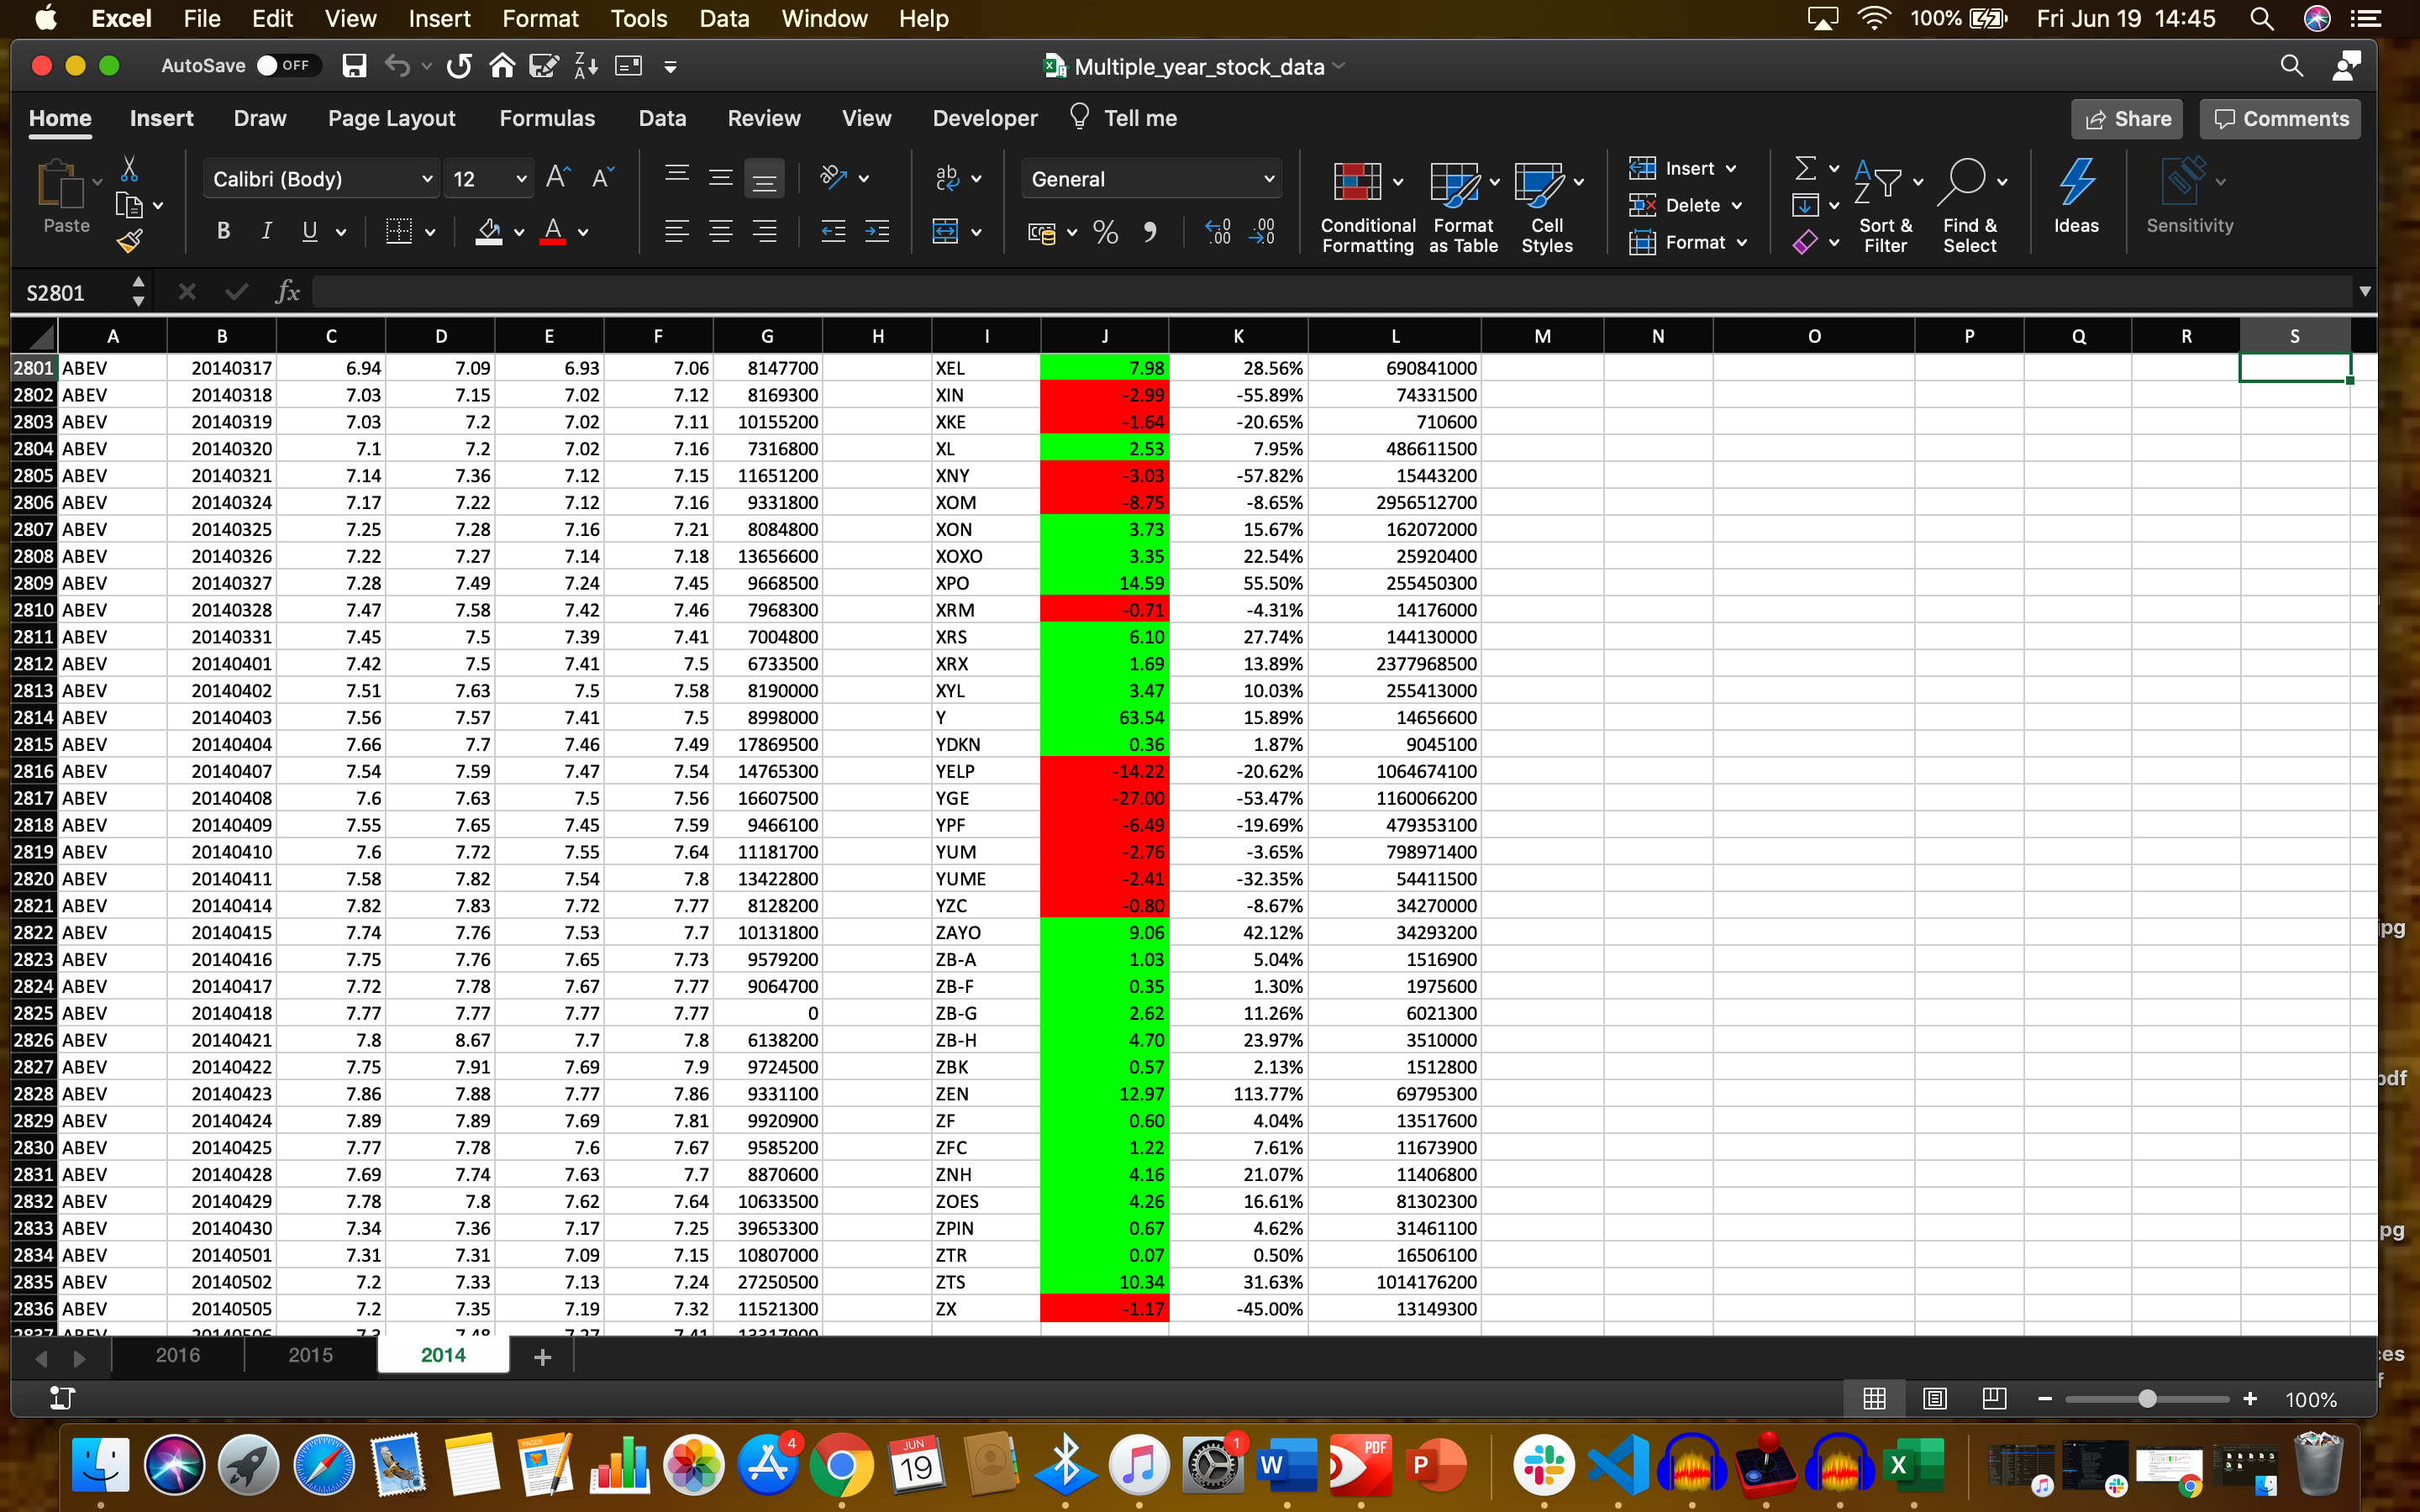 Excel File Edit View Insert Format Tools Data Window Help 100% Fri Jun 19 14:45
AutoSave OFF Multiple_year_stock_data
Home Insert Draw Page Layout Formulas Data Review View Developer Tell me Share Comments
Paste Calibri (Body) 12 General Conditional Formatting Format as Table Cell Styles Insert Delete Format Sort & Filter Find & Select Ideas Sensitivity
S2801 fx
A B C D E F G H I J K L M N O P Q R S
2801 ABEV 20140317 6.94 7.09 6.93 7.06 8147700 XEL 7.98 28.56% 690841000
2802 ABEV 20140318 7.03 7.15 7.02 7.12 8169300 XIN -2.99 -55.89% 74331500
2803 ABEV 20140319 7.03 7.2 7.02 7.11 10155200 XKE -1.64 -20.65% 710600
2804 ABEV 20140320 7.1 7.2 7.02 7.16 7316800 XL 2.53 7.95% 486611500
2805 ABEV 20140321 7.14 7.36 7.12 7.15 11651200 XNY -3.03 -57.82% 15443200
2806 ABEV 20140324 7.17 7.22 7.12 7.16 9331800 XOM -8.75 -8.65% 2956512700
2807 ABEV 20140325 7.25 7.28 7.16 7.21 8084800 XON 3.73 15.67% 162072000
2808 ABEV 20140326 7.22 7.27 7.14 7.18 13656600 XOXO 3.35 22.54% 25920400
2809 ABEV 20140327 7.28 7.49 7.24 7.45 9668500 XPO 14.59 55.50% 255450300
2810 ABEV 20140328 7.47 7.58 7.42 7.46 7968300 XRM -0.71 -4.31% 14176000
2811 ABEV 20140331 7.45 7.5 7.39 7.41 7004800 XRS 6.10 27.74% 144130000
2812 ABEV 20140401 7.42 7.5 7.41 7.5 6733500 XRX 1.69 13.89% 2377968500
2813 ABEV 20140402 7.51 7.63 7.5 7.58 8190000 XYL 3.47 10.03% 255413000
2814 ABEV 20140403 7.56 7.57 7.41 7.5 8998000 Y 63.54 15.89% 14656600
2815 ABEV 20140404 7.66 7.7 7.46 7.49 17869500 YDKN 0.36 1.87% 9045100
2816 ABEV 20140407 7.54 7.59 7.47 7.54 14765300 YELP -14.22 -20.62% 1064674100
2817 ABEV 20140408 7.6 7.63 7.5 7.56 16607500 YGE -27.00 -53.47% 1160066200
2818 ABEV 20140409 7.55 7.65 7.45 7.59 9466100 YPF -6.49 -19.69% 479353100
2819 ABEV 20140410 7.6 7.72 7.55 7.64 11181700 YUM -2.76 -3.65% 798971400
2820 ABEV 20140411 7.58 7.82 7.54 7.8 13422800 YUME -2.41 -32.35% 54411500
2821 ABEV 20140414 7.82 7.83 7.72 7.77 8128200 YZC -0.80 -8.67% 34270000
2822 ABEV 20140415 7.74 7.76 7.53 7.7 10131800 ZAYO 9.06 42.12% 34293200
2823 ABEV 20140416 7.75 7.76 7.65 7.73 9579200 ZB-A 1.03 5.04% 1516900
2824 ABEV 20140417 7.72 7.78 7.67 7.77 9064700 ZB-F 0.35 1.30% 1975600
2825 ABEV 20140418 7.77 7.77 7.77 7.77 0 ZB-G 2.62 11.26% 6021300
2826 ABEV 20140421 7.8 8.67 7.7 7.8 6138200 ZB-H 4.70 23.97% 3510000
2827 ABEV 20140422 7.75 7.91 7.69 7.9 9724500 ZBK 0.57 2.13% 1512800
2828 ABEV 20140423 7.86 7.88 7.77 7.86 9331100 ZEN 12.97 113.77% 69795300
2829 ABEV 20140424 7.89 7.89 7.69 7.81 9920900 ZF 0.60 4.04% 13517600
2830 ABEV 20140425 7.77 7.78 7.6 7.67 9585200 ZFC 1.22 7.61% 11673900
2831 ABEV 20140428 7.69 7.74 7.63 7.7 8870600 ZNH 4.16 21.07% 11406800
2832 ABEV 20140429 7.78 7.8 7.62 7.64 10633500 ZOES 4.26 16.61% 81302300
2833 ABEV 20140430 7.34 7.36 7.17 7.25 39653300 ZPIN 0.67 4.62% 31461100
2834 ABEV 20140501 7.31 7.31 7.09 7.15 10807000 ZTR 0.07 0.50% 16506100
2835 ABEV 20140502 7.2 7.33 7.13 7.24 27250500 ZTS 10.34 31.63% 1014176200
2836 ABEV 20140505 7.2 7.35 7.19 7.32 11521300 ZX -1.17 -45.00% 13149300
2837 ABEV 20140506 7.3 7.48 7.27 7.41 13317900
2016 2015 2014
100%
4 JUN 19 PAGES 1 W PDF P X